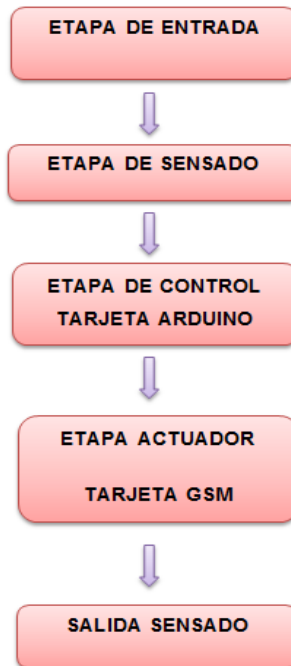 ETAPA DE ENTRADA
ETAPA DE SENSADO
ETAPA DE CONTROL
TARJETA ARDUINO
ETAPA ACTUADOR
TARJETA GSM
SALIDA SENSADO